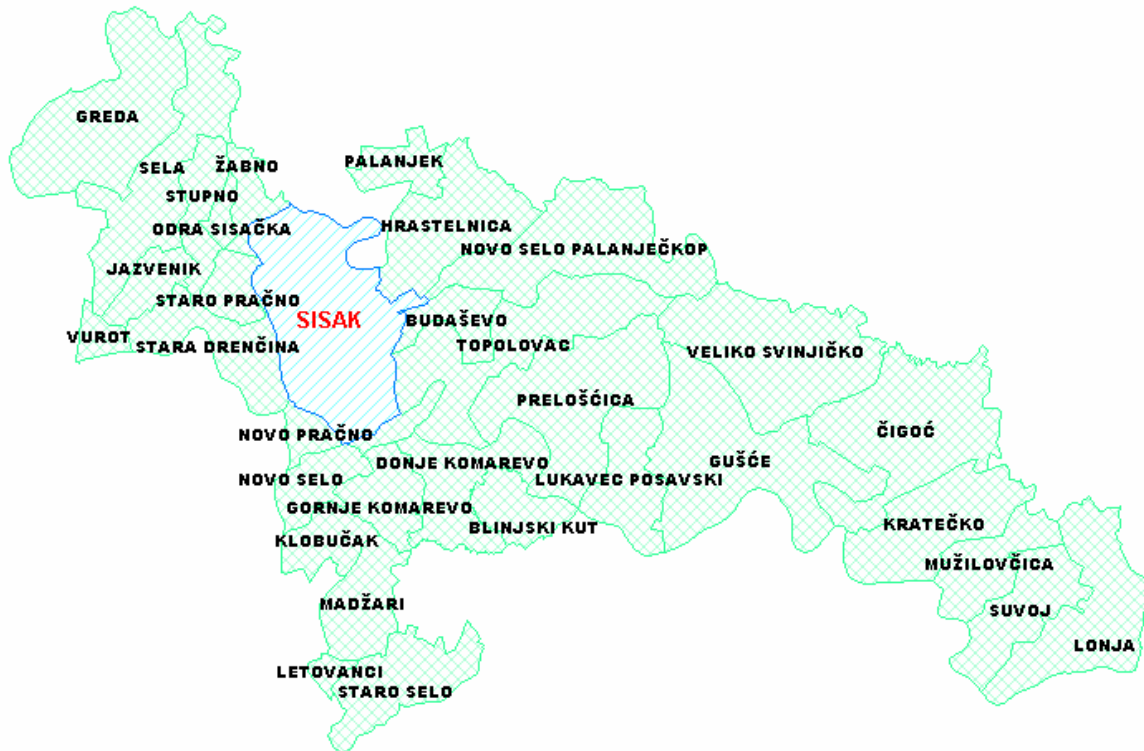 GREDA
SELA
ŽABNO
PALANJEK
STUPNO
ODRA SISAČKA
HRASTELNICA
NOVO SELO PALANJEČKOP
JAZVENIK
STARO PRAČNO
SISAK
BUDAŠEVO
VUROT
STARA DRENČINA
TOPOLOVAC
VELIKO SVINJIČKO
PRELOŠĆICA
ČIGOĆ
NOVO PRAČNO
DONJE KOMAREVO
GUŠĆE
NOVO SELO
LUKAVEC POSAVSKI
GORNJE KOMAREVO
BLINJSKI KUT
KRATEČKO
KLOBUČAK
MUŽILOVČICA
MADŽARI
SUVOJ
LONJA
LETOVANCI
STARO SELO